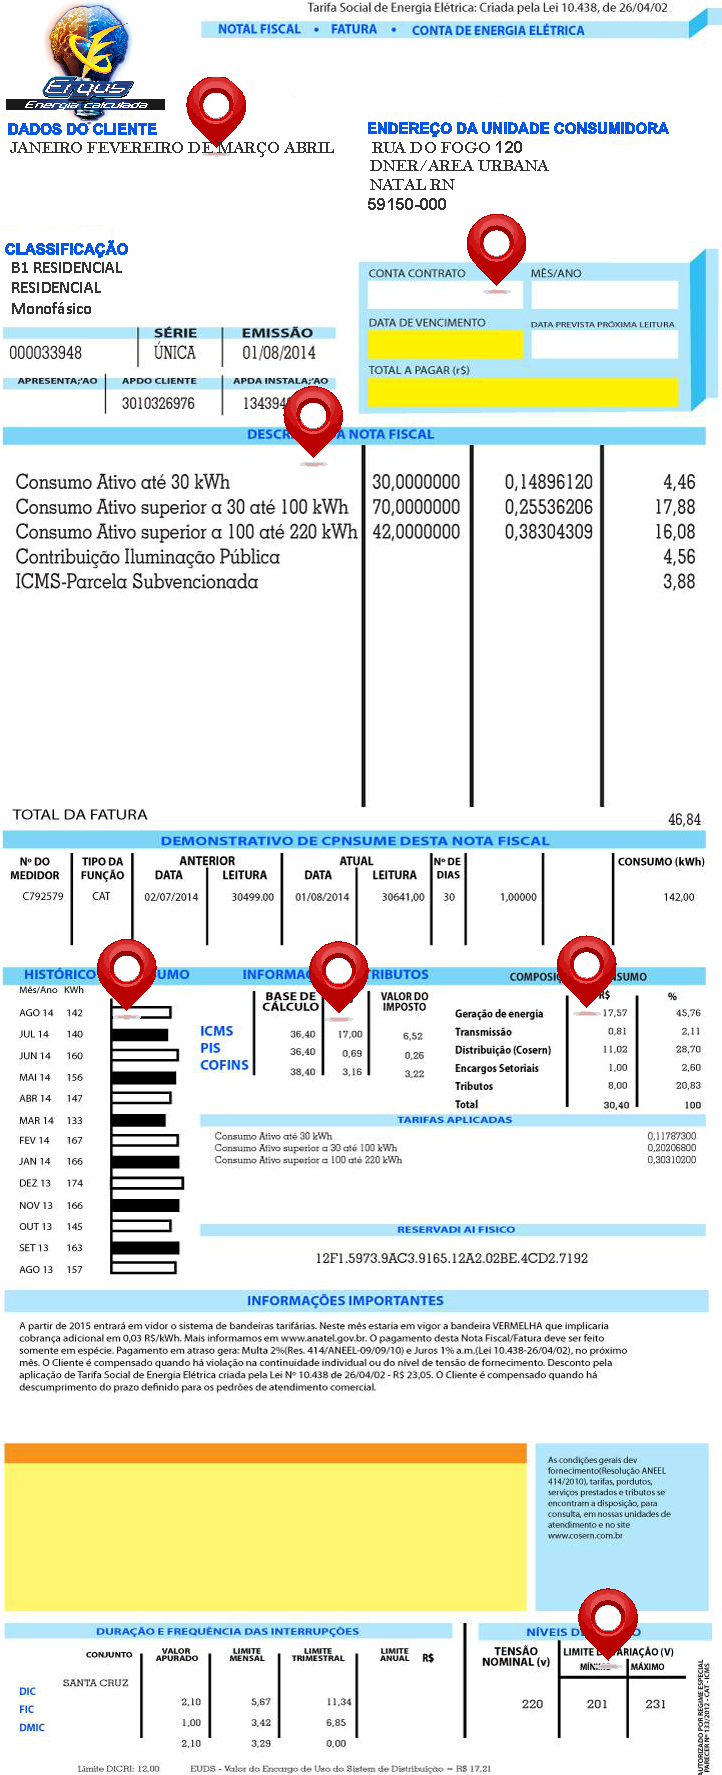 Tarifa Social de Energia Elétrica: Criada pela Lei 10.438, de 26/04/02
NOTAL FISCAL • FATURA • CONTA DE ENERGIA ELÉTRICA
Energia calculada
DADOS DO CLIENTE
JANEIRO FEVEREIRO DE MARÇO ABRIL
ENDEREÇO DA UNIDADE CONSUMIDORA
RUA DO FOGO 120
DNER/AREA URBANA
NATAL RN
59150-000
CLASSIFICAÇÃO
B1 RESIDENCIAL
RESIDENCIAL
Monofásico
CONTA CONTRATO MÊS/ANO
DATA DE VENCIMENTO DATA PREVISTA PRÓXIMA LEITURA
TOTAL A PAGAR (r$)
SÉRIE EMISSÃO
000033948 ÚNICA 01/08/2014
APRESENTA;'AO APDO CLIENTE APDA INSTALA;'AO
3010326976 134394
DESCR A NOTA FISCAL
Consumo Ativo até 30 kWh 30,0000000 0,14896120 4,46
Consumo Ativo superior a 30 até 100 kWh 70,0000000 0,25536206 17,88
Consumo Ativo superior a 100 até 220 kWh 42,0000000 0,38304309 16,08
Contribuição Iluminação Pública 4,56
ICMS-Parcela Subvencionada 3,88
TOTAL DA FATURA 46,84
DEMONSTRATIVO DE CPNSUME DESTA NOTA FISCAL
Nº DO MEDIDOR TIPO DA FUNÇÃO ANTERIOR DATA LEITURA ATUAL DATA LEITURA Nº DE DIAS CONSUMO (kWh)
C792579 CAT 02/07/2014 30499.00 01/08/2014 30641,00 30 1,00000 142,00
HISTÓRICO UMO
Mês/Ano KWh
AGO 14 142
JUL 14 140
JUN 14 160
MAI 14 156
ABR 14 147
MAR 14 133
FEV 14 167
JAN 14 166
DEZ 13 174
NOV 13 166
OUT 13 145
SET 13 163
AGO 13 157
INFORMAÇ TRIBUTOS
BASE DE CÁLCULO VALOR DO IMPOSTO
ICMS 36,40 17,00 6,52
PIS 36,40 0,69 0,26
COFINS 38,40 3,16 3,22
COMPOSIÇ NSUMO
R$ %
Geração de energia 17,57 45,76
Transmissão 0,81 2,11
Distribuição (Cosern) 11,02 28,70
Encargos Setoriais 1,00 2,60
Tributos 8,00 20,83
Total 30,40 100
TARIFAS APLICADAS
Consumo Ativo até 30 kWh 0,11787300
Consumo Ativo superior a 30 até 100 kWh 0,20206800
Consumo Ativo superior a 100 até 220 kWh 0,30310200
RESERVADI AI FISICO
12F1.5973.9AC3.9165.12A2.02BE.4CD2.7192
INFORMAÇÕES IMPORTANTES
A partir de 2015 entrará em vidor o sistema de bandeiras tarifárias. Neste mês estaria em vigor a bandeira VERMELHA que implicaria
cobrança adicional em 0,03 R$/kWh. Mais informamos em www.anatel.gov.br. O pagamento desta Nota Fiscal/Fatura deve ser feito
somente em espécie. Pagamento em atraso gera: Multa 2%(Res. 414/ANEEL-09/09/10) e Juros 1% a.m.(Lei 10.438-26/04/02), no próximo
mês. O Cliente é compensado quando há violação na continuidade individual ou do nível de tensão de fornecimento. Desconto pela
aplicação de Tarifa Social de Energia Elétrica criada pela Lei Nº 10.438 de 26/04/02 - R$ 23,05. O Cliente é compensado quando há
descumprimento do prazo definido para os pedrões de atendimento comercial.
As condições gerais dev
fornecimento(Resolução ANEEL
414/2010), tarifas, pordutos,
serviços prestados e tributos se
encontram a disposição, para
consulta, em nossas unidades de
atendimento e no site
www.cosern.com.br
DURAÇÃO E FREQUÊNCIA DAS INTERRUPÇÕES
CONJUNTO VALOR APURADO LIMITE MENSAL LIMITE TRIMESTRAL LIMITE ANUAL R$
SANTA CRUZ
DIC 2,10 5,67 11,34
FIC 1,00 3,42 6,85
DMIC 2,10 3,29 0,00
Limite DICRI: 12,00 EUDS - Valor do Encargo de Uso do Sistema de Distribuição = R$ 17,21
NÍVEIS D O
TENSÃO NOMINAL (v) LIMITE D ARIAÇÃO (V)
MÍN MÁXIMO
220 201 231
AUTORIZADO POR REGIME ESPECIAL
PARECER Nº 133/2012 - CAT - ICMS